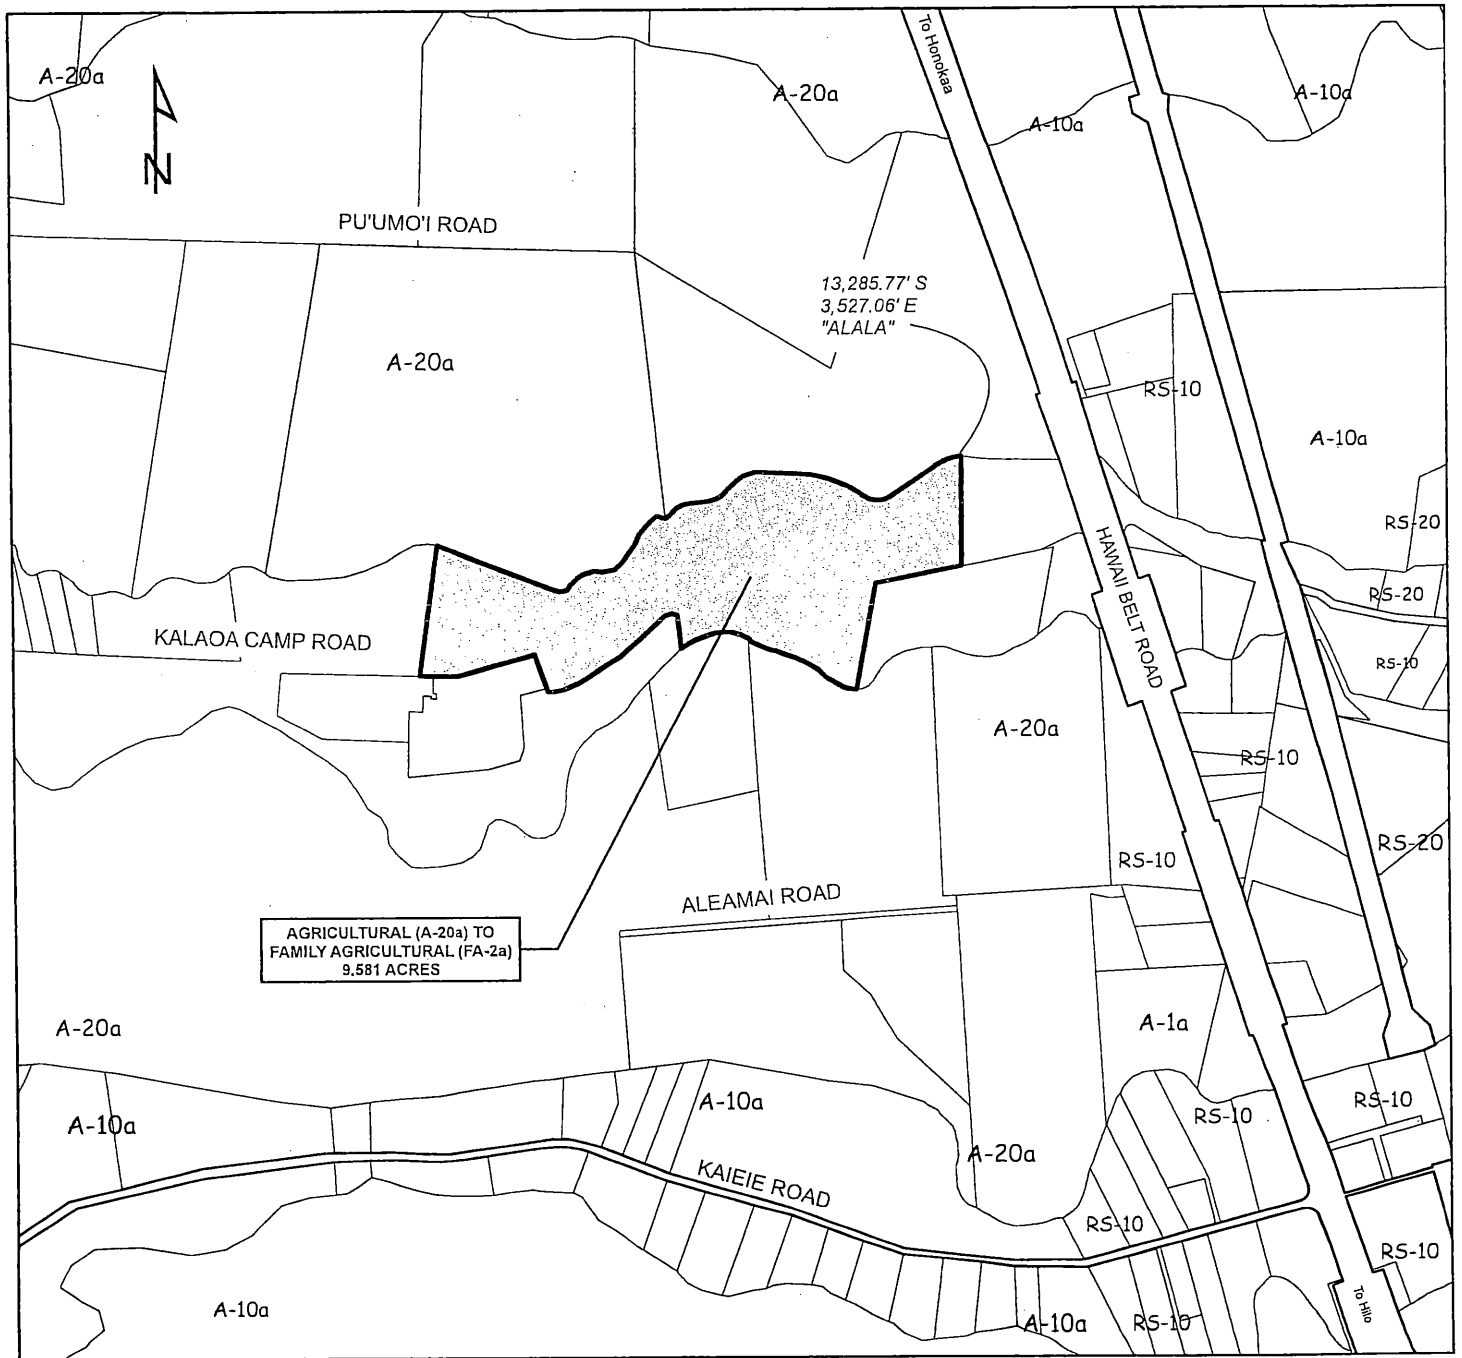 To Honokaa
A-20a
A-20a
A-10a
A-10a
N
PU'UMO'I ROAD
13,285.77' S
3,527.06' E
"ALALA"
A-20a
RS-10
A-10a
RS-20
HAWAII BELT ROAD
RS-20
KALAOA CAMP ROAD
RS-10
A-20a
RS-10
RS-20
RS-10
ALEAMAI ROAD
AGRICULTURAL (A-20a) TO
FAMILY AGRICULTURAL (FA-2a)
9.581 ACRES
A-20a
A-1a
A-10a
A-10a
RS-10
RS-10
A-20a
KAIEIE ROAD
RS-10
RS-10
A-10a
A-10a
RS-10
To Hilo